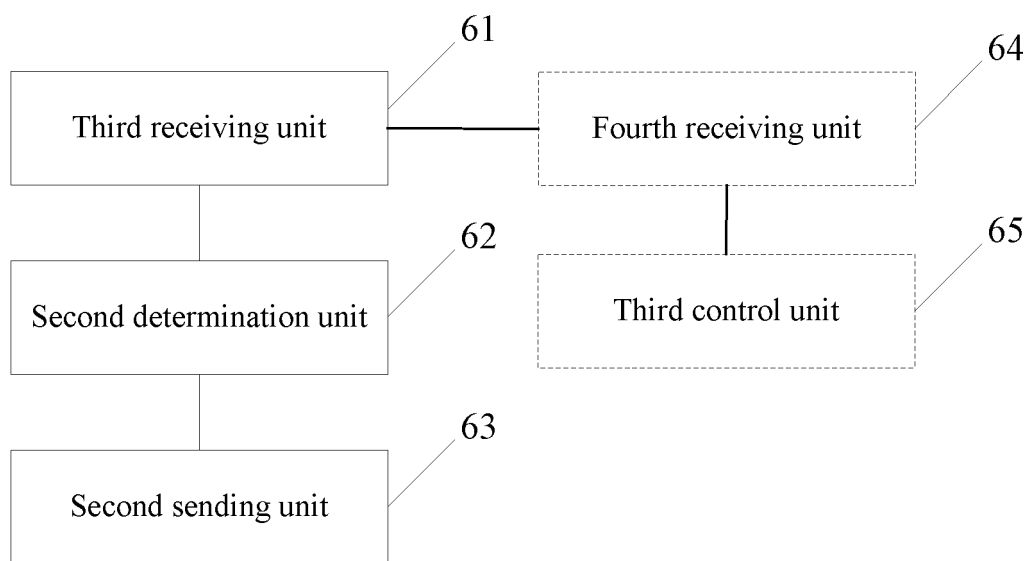 61
64
Third receiving unit
Fourth receiving unit
62
65
Second determination unit
Third control unit
63
Second sending unit